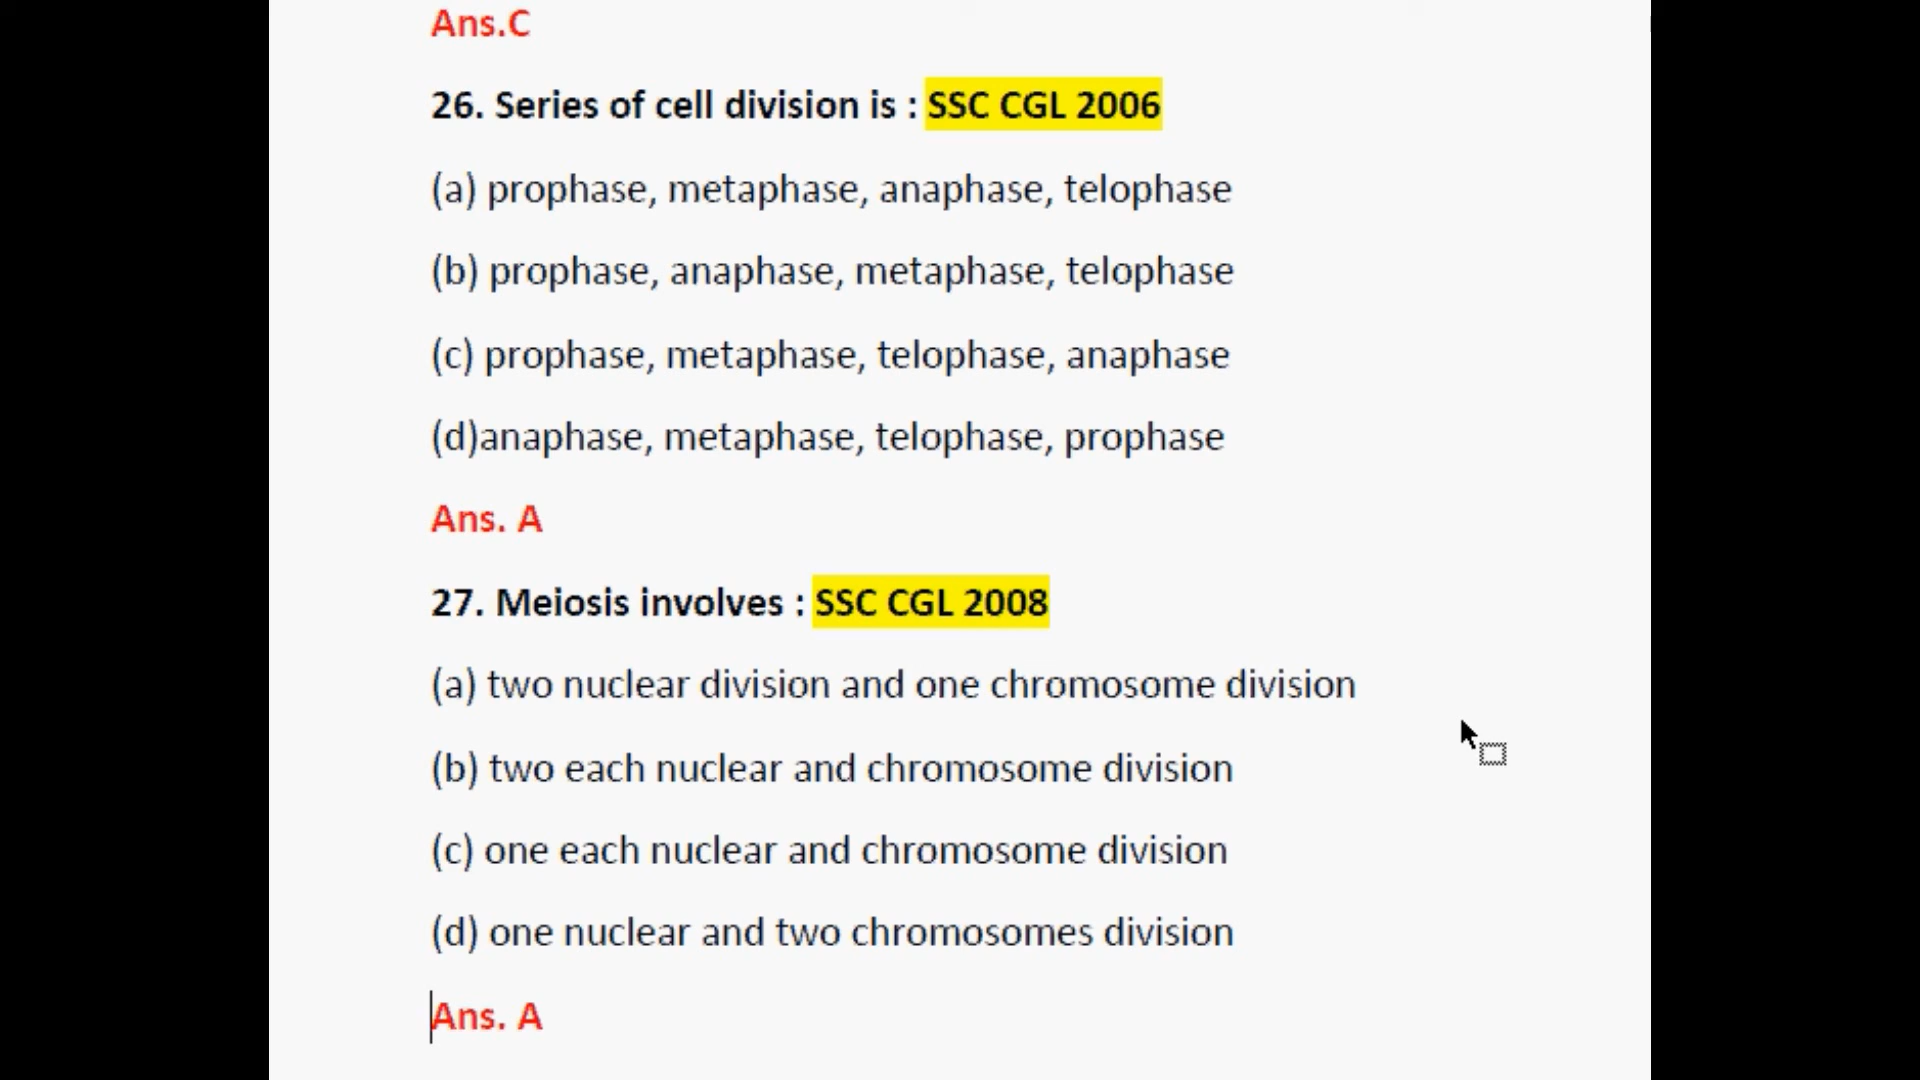 Ans.C
26. Series of cell division is : SSC CGL 2006
(a) prophase, metaphase, anaphase, telophase
(b) prophase, anaphase, metaphase, telophase
(c) prophase, metaphase, telophase, anaphase
(d)anaphase, metaphase, telophase, prophase
Ans. A
27. Meiosis involves : SSC CGL 2008
(a) two nuclear division and one chromosome division
(b) two each nuclear and chromosome division
(c) one each nuclear and chromosome division
(d) one nuclear and two chromosomes division
Ans. A